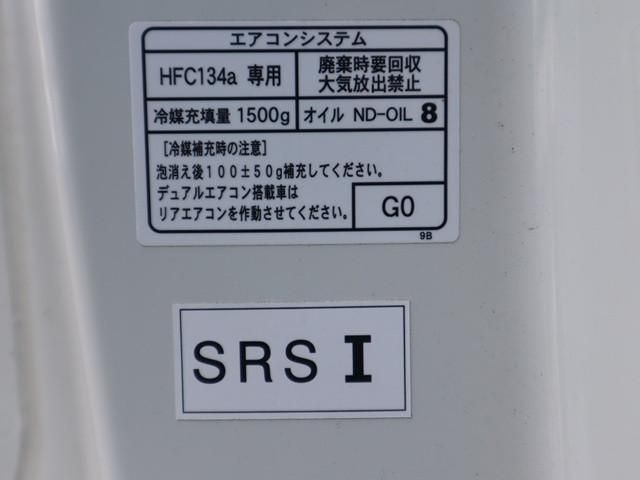 エアコンシステム
HFC134a 専用
廃棄時要回収
大気放出禁止
冷媒充填量 1500g
オイル ND-OIL 8
[冷媒補充時の注意]
泡消え後100±50g補充してください。
デュアルエアコン搭載車は
リアエアコンを作動させてください。
G0
9B
SRS I